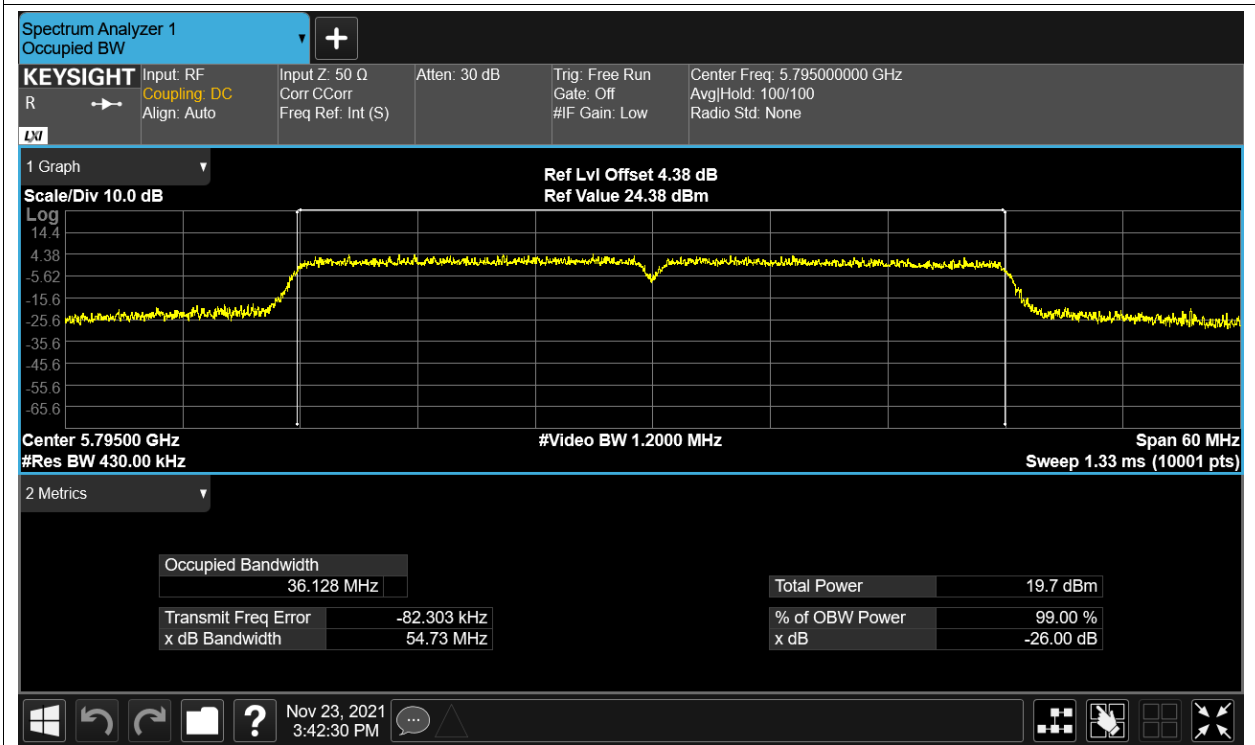 Spectrum Analyzer 1
Occupied BW
KEYSIGHT
R
LXI
Input: RF
Coupling: DC
Align: Auto
Input Z: 50 Ω
Corr CCorr
Freq Ref: Int (S)
Atten: 30 dB
Trig: Free Run
Gate: Off
#IF Gain: Low
Center Freq: 5.795000000 GHz
Avg|Hold: 100/100
Radio Std: None
1 Graph
Scale/Div 10.0 dB
Ref Lvl Offset 4.38 dB
Ref Value 24.38 dBm
Log
14.4
4.38
-5.62
-15.6
-25.6
-35.6
-45.6
-55.6
-65.6
Center 5.79500 GHz
#Video BW 1.2000 MHz
Span 60 MHz
#Res BW 430.00 kHz
Sweep 1.33 ms (10001 pts)
2 Metrics
Occupied Bandwidth
36.128 MHz
Total Power 19.7 dBm
Transmit Freq Error -82.303 kHz
% of OBW Power 99.00 %
x dB Bandwidth 54.73 MHz
x dB -26.00 dB
Nov 23, 2021
3:42:30 PM